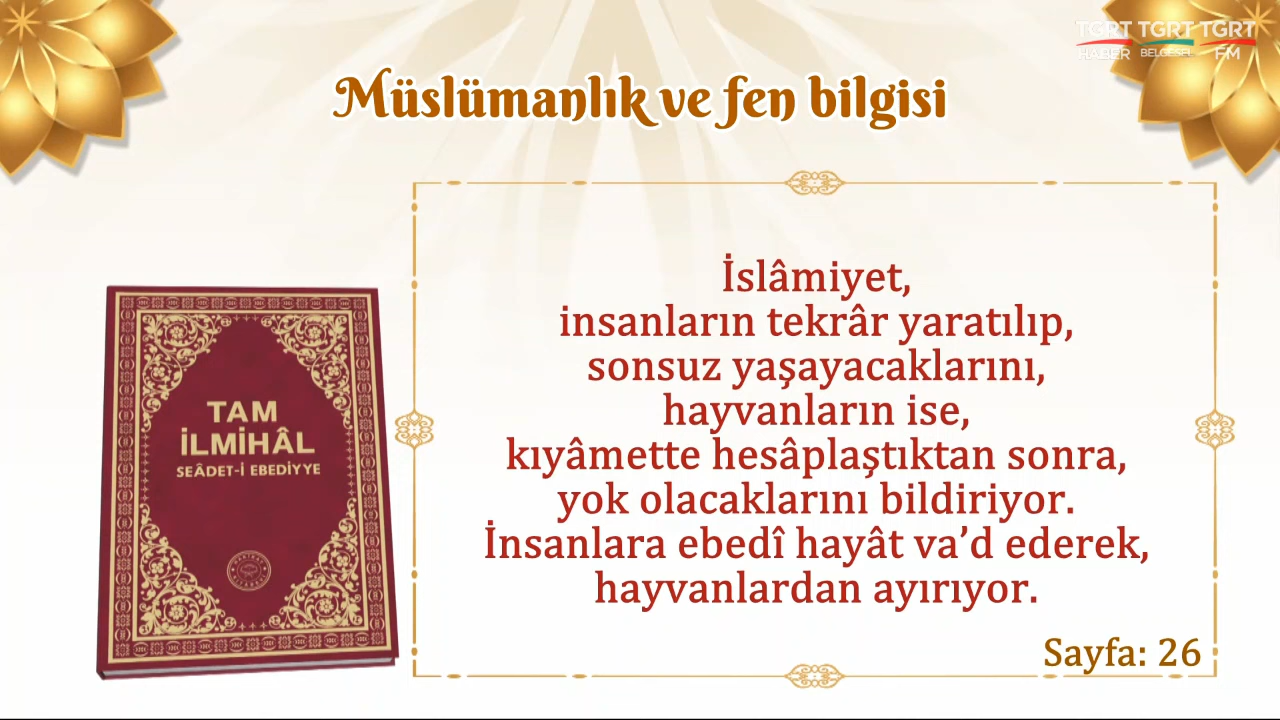 TGRT TGRT TGRT
HABER BELGESEL FM
Müslümanlık ve fen bilgisi
İslâmiyet,
insanların tekrâr yaratılıp,
sonsuz yaşayacaklarını,
hayvanların ise,
kıyâmette hesâplaştıktan sonra,
yok olacaklarını bildiriyor.
İnsanlara ebedî hayât va’d ederek,
hayvanlardan ayırıyor.
Sayfa: 26
TAM
İLMİHÂL
SEÂDET-İ EBEDİYYE